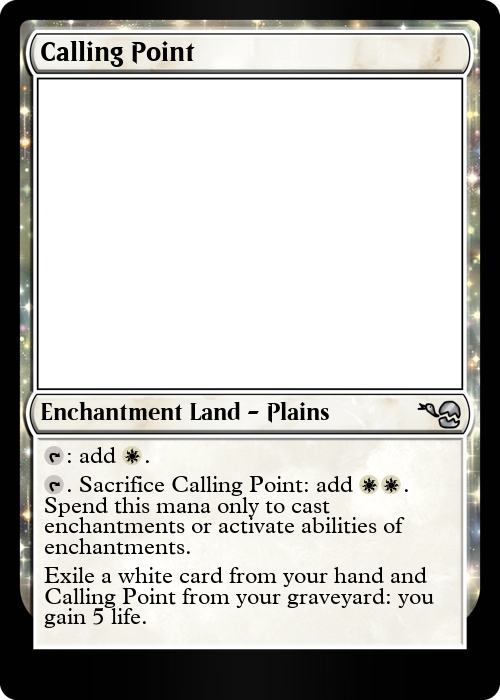 Calling Point
Enchantment Land – Plains
: add .
. Sacrifice Calling Point: add .
Spend this mana only to cast
enchantments or activate abilities of
enchantments.
Exile a white card from your hand and
Calling Point from your graveyard: you
gain 5 life.